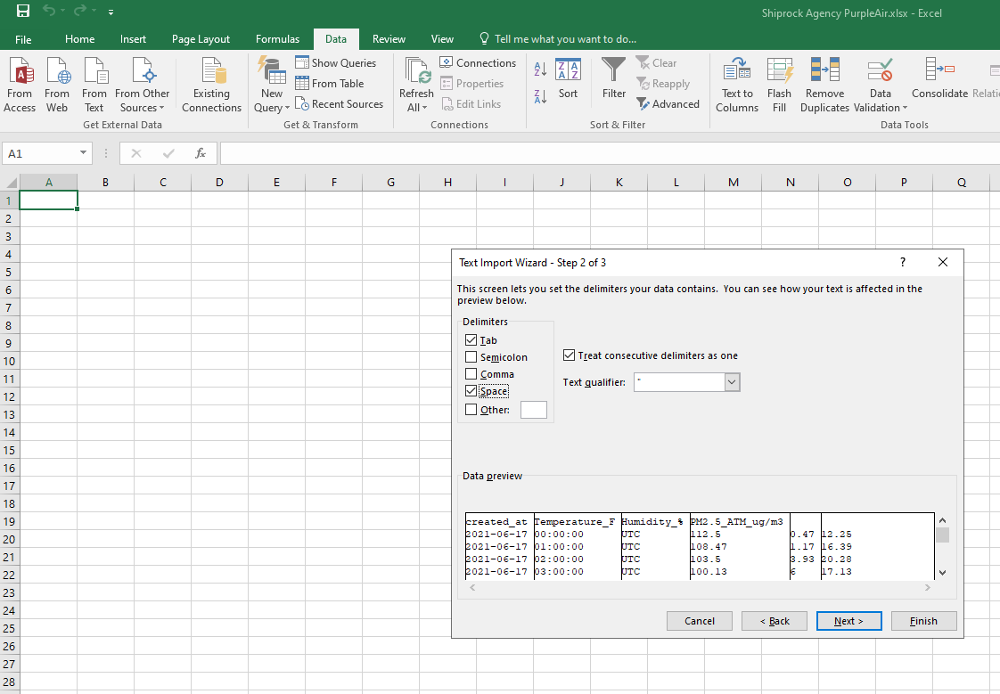 Shiprock Agency PurpleAir.xlsx - Excel
File Home Insert Page Layout Formulas Data Review View Tell me what you want to do...
From Access
From Web
From Text
From Other Sources
Existing Connections
Get External Data
New Query
Show Queries
From Table
Recent Sources
Get & Transform
Refresh All
Connections
Properties
Edit Links
Connections
Sort
Filter
Clear
Reapply
Advanced
Sort & Filter
Text to Columns
Flash Fill
Remove Duplicates
Data Validation
Consolidate
Relati
Data Tools
A1 fx
A B C D E F G H I J K L M N O P Q
1
2
3
4
5
6
7
8
9
10
11
12
13
14
15
16
17
18
19
20
21
22
23
24
25
26
27
28
Text Import Wizard - Step 2 of 3 ?
This screen lets you set the delimiters your data contains. You can see how your text is affected in the
preview below.
Delimiters
Tab
Semicolon
Comma
Space
Other:
Treat consecutive delimiters as one
Text qualifier: "
Data preview
created_at Temperature_F Humidity_% PM2.5_ATM_ug/m3
2021-06-17 00:00:00 UTC 112.5 0.47 12.25
2021-06-17 01:00:00 UTC 108.47 1.17 16.39
2021-06-17 02:00:00 UTC 103.5 3.93 20.28
2021-06-17 03:00:00 UTC 100.13 6 17.13
Cancel < Back Next > Finish